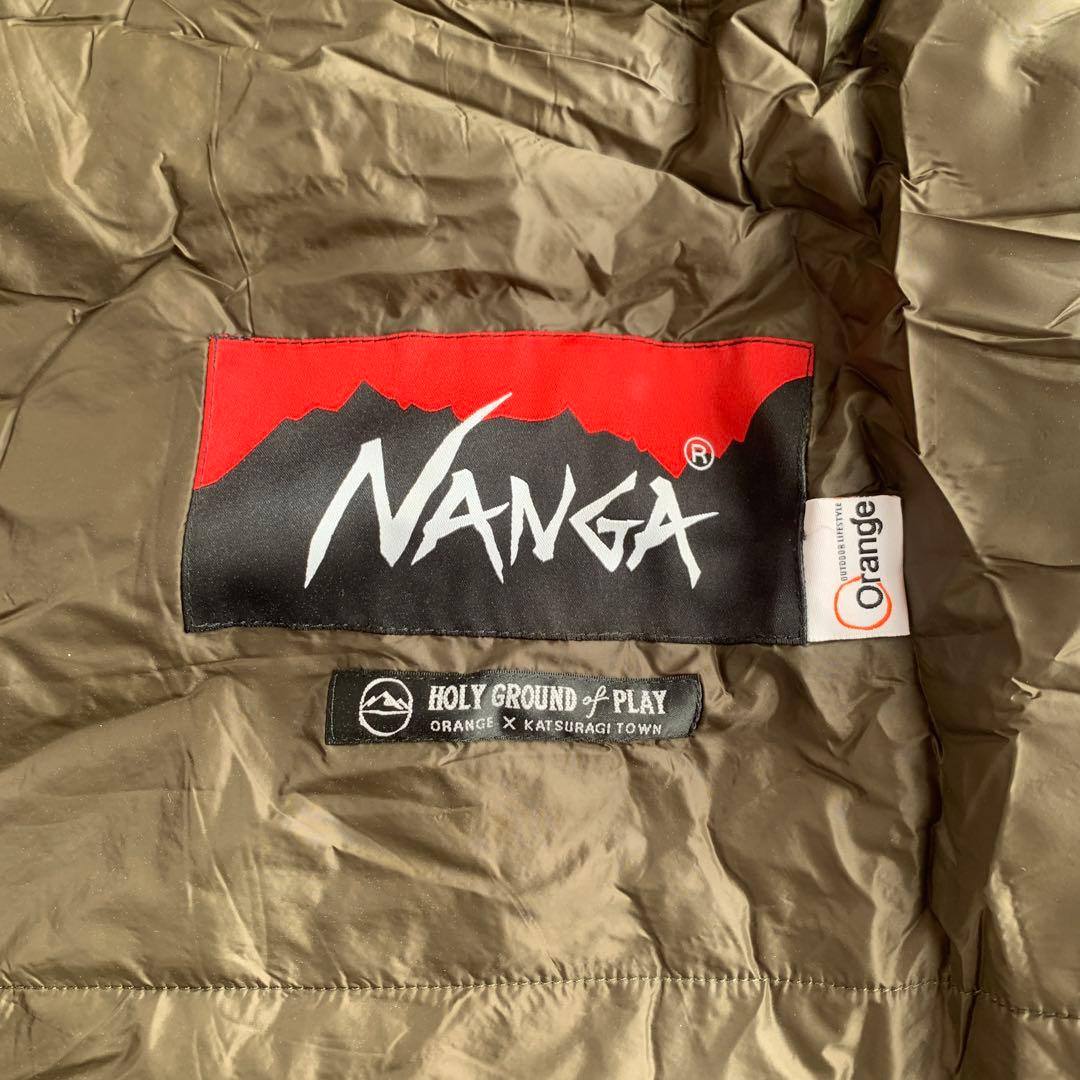 NANGA®
OUTDOOR LIFESTYLE
Orange
HOLY GROUND of PLAY
ORANGE X KATSURAGI TOWN